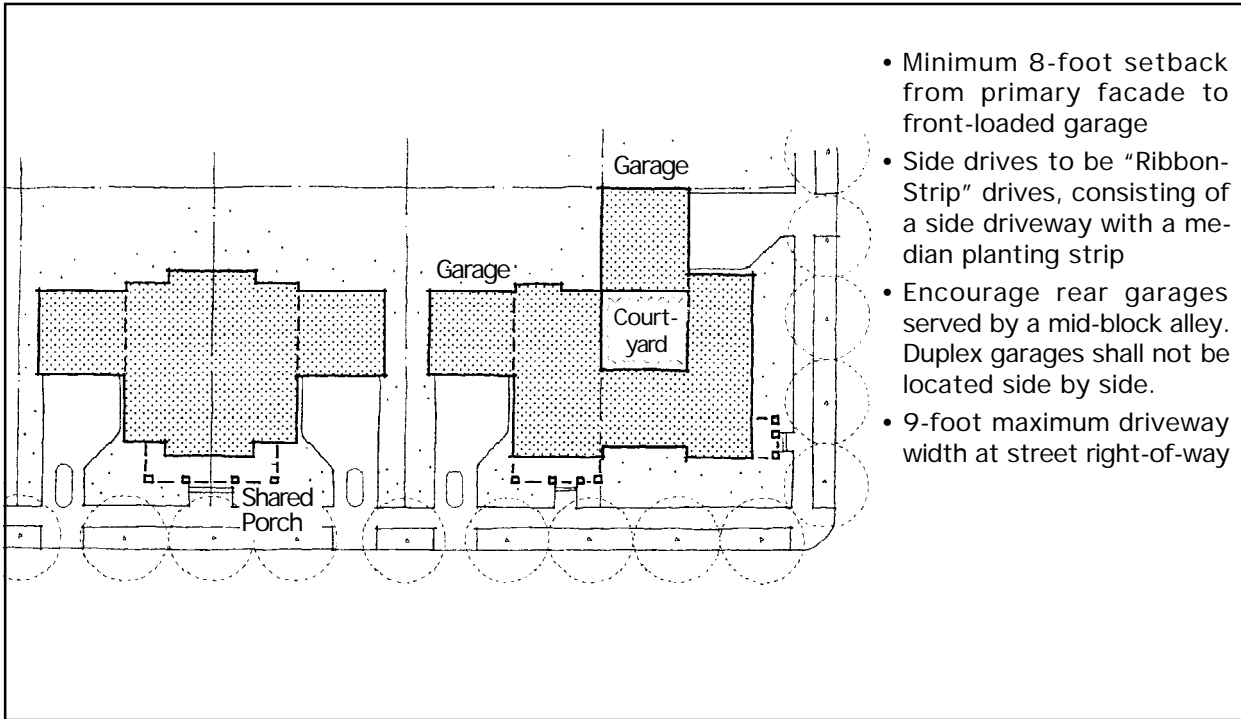 Garage
Garage
Court-
yard
Shared
Porch
• Minimum 8-foot setback
from primary facade to
front-loaded garage
• Side drives to be “Ribbon-
Strip” drives, consisting of
a side driveway with a me-
dian planting strip
• Encourage rear garages
served by a mid-block alley.
Duplex garages shall not be
located side by side.
• 9-foot maximum driveway
width at street right-of-way